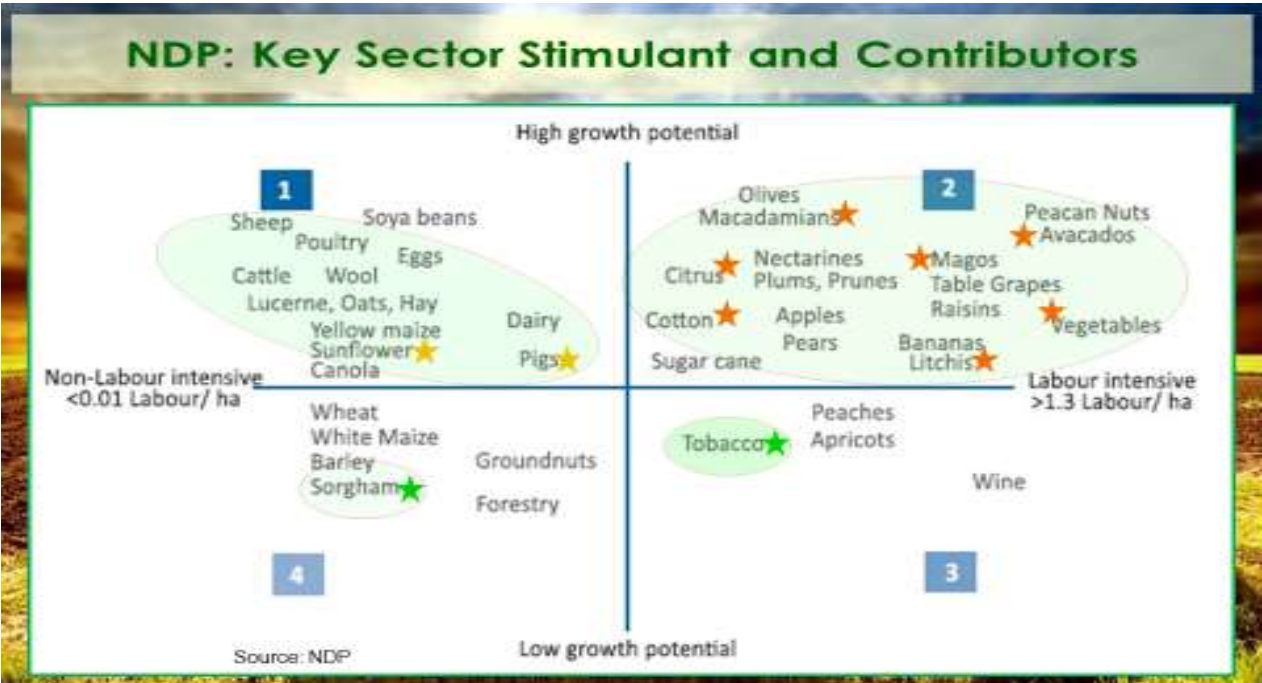 NDP: Key Sector Stimulant and Contributors
High growth potential
1
2
Sheep
Soya beans
Poultry
Eggs
Cattle
Wool
Lucerne, Oats, Hay
Yellow maize
Dairy
Sunflower
Pigs
Canola
Olives
Macadamians
Peacan Nuts
Avacados
Citrus
Nectarines
Plums, Prunes
Magos
Table Grapes
Raisins
Cotton
Apples
Pears
Vegetables
Bananas
Litchis
Sugar cane
Non-Labour intensive
<0.01 Labour/ ha
Labour intensive
>1.3 Labour/ ha
Wheat
White Maize
Barley
Sorgham
Groundnuts
Forestry
Peaches
Tobacco
Apricots
Wine
4
3
Low growth potential
Source: NDP